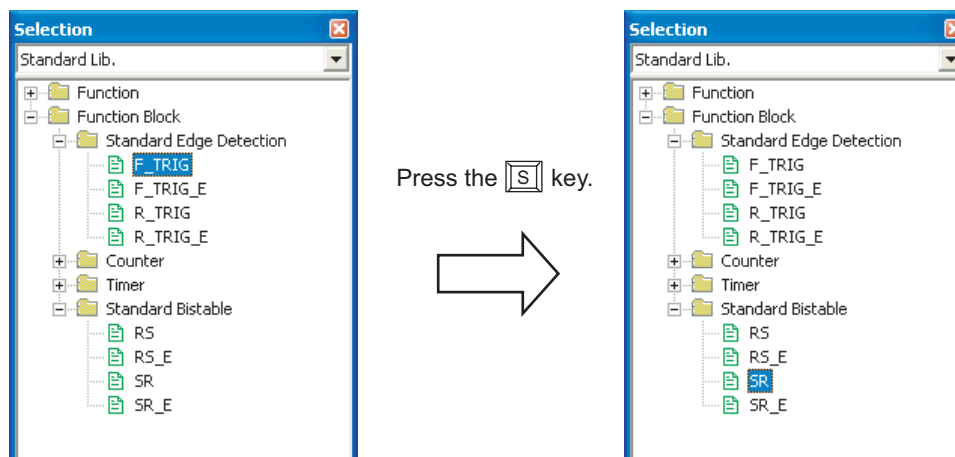 Selection
Standard Lib.
Function
Function Block
Standard Edge Detection
F_TRIG
F_TRIG_E
R_TRIG
R_TRIG_E
Counter
Timer
Standard Bistable
RS
RS_E
SR
SR_E
Press the S key.
Selection
Standard Lib.
Function
Function Block
Standard Edge Detection
F_TRIG
F_TRIG_E
R_TRIG
R_TRIG_E
Counter
Timer
Standard Bistable
RS
RS_E
SR
SR_E